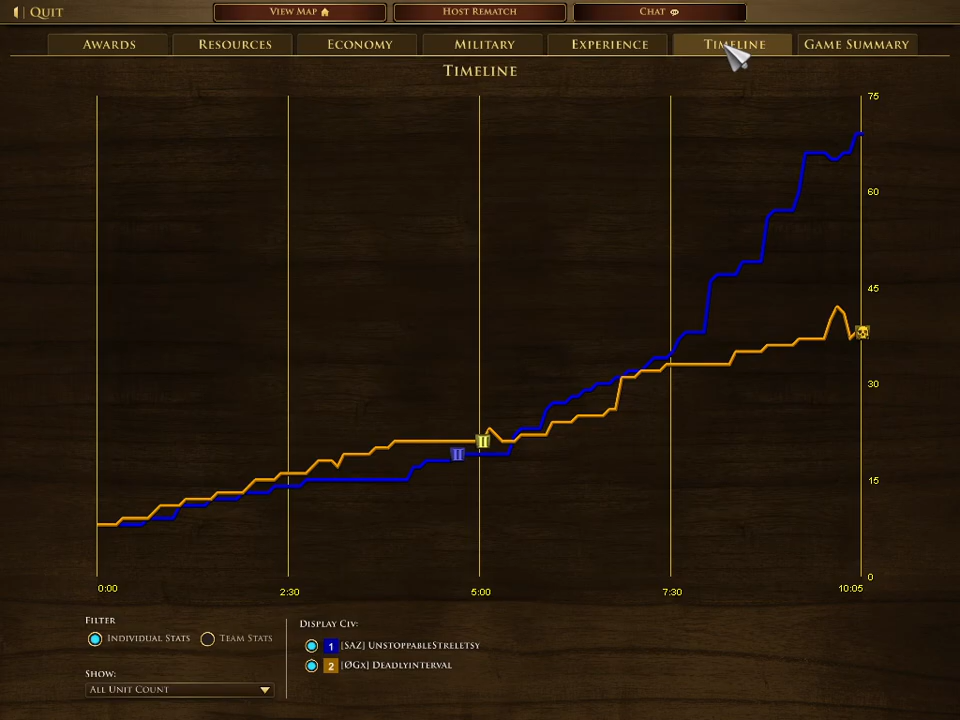 Quit
View Map
Host Rematch
Chat
Awards
Resources
Economy
Military
Experience
Timeline
Game Summary
Timeline
75
60
45
30
15
0
II
II
0:00
2:30
5:00
7:30
10:05
Filter
Individual Stats
Team Stats
Show:
All Unit Count
Display Civ:
1 [SAZ] UnstoppableStreletsy
2 [ØGx] Deadlyinterval